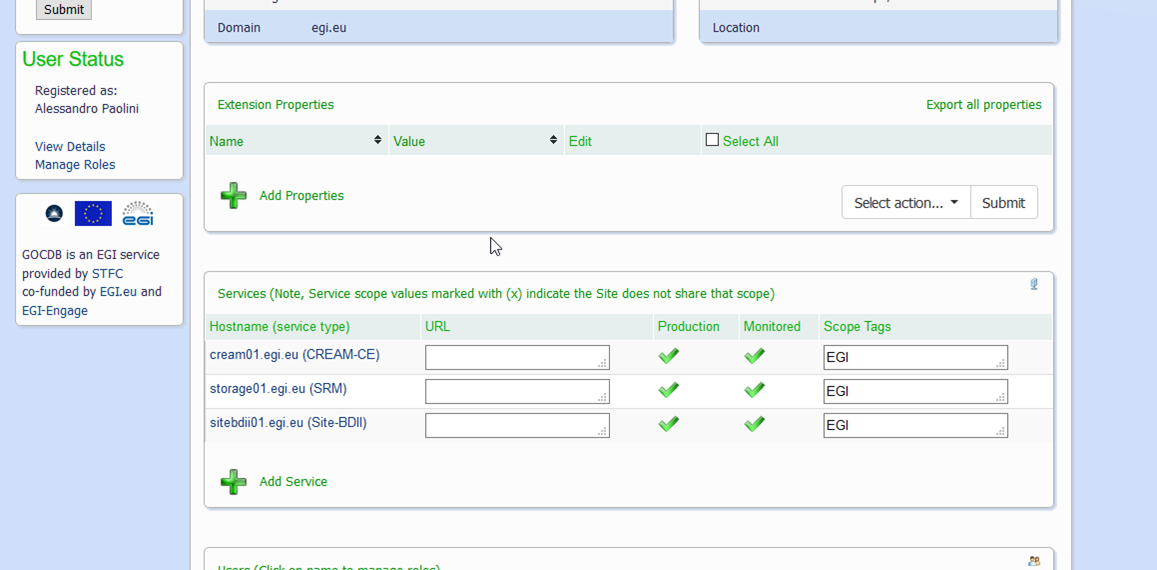 Submit
Domain egi.eu
Location
User Status
Registered as:
Alessandro Paolini
View Details
Manage Roles
egi
GOCDB is an EGI service
provided by STFC
co-funded by EGI.eu and
EGI-Engage
Extension Properties
Export all properties
Name Value Edit Select All
Add Properties
Select action... Submit
Services (Note, Service scope values marked with (x) indicate the Site does not share that scope)
Hostname (service type) URL Production Monitored Scope Tags
cream01.egi.eu (CREAM-CE) EGI
storage01.egi.eu (SRM) EGI
sitebdii01.egi.eu (Site-BDII) EGI
Add Service
Users (Click on name to manage roles)